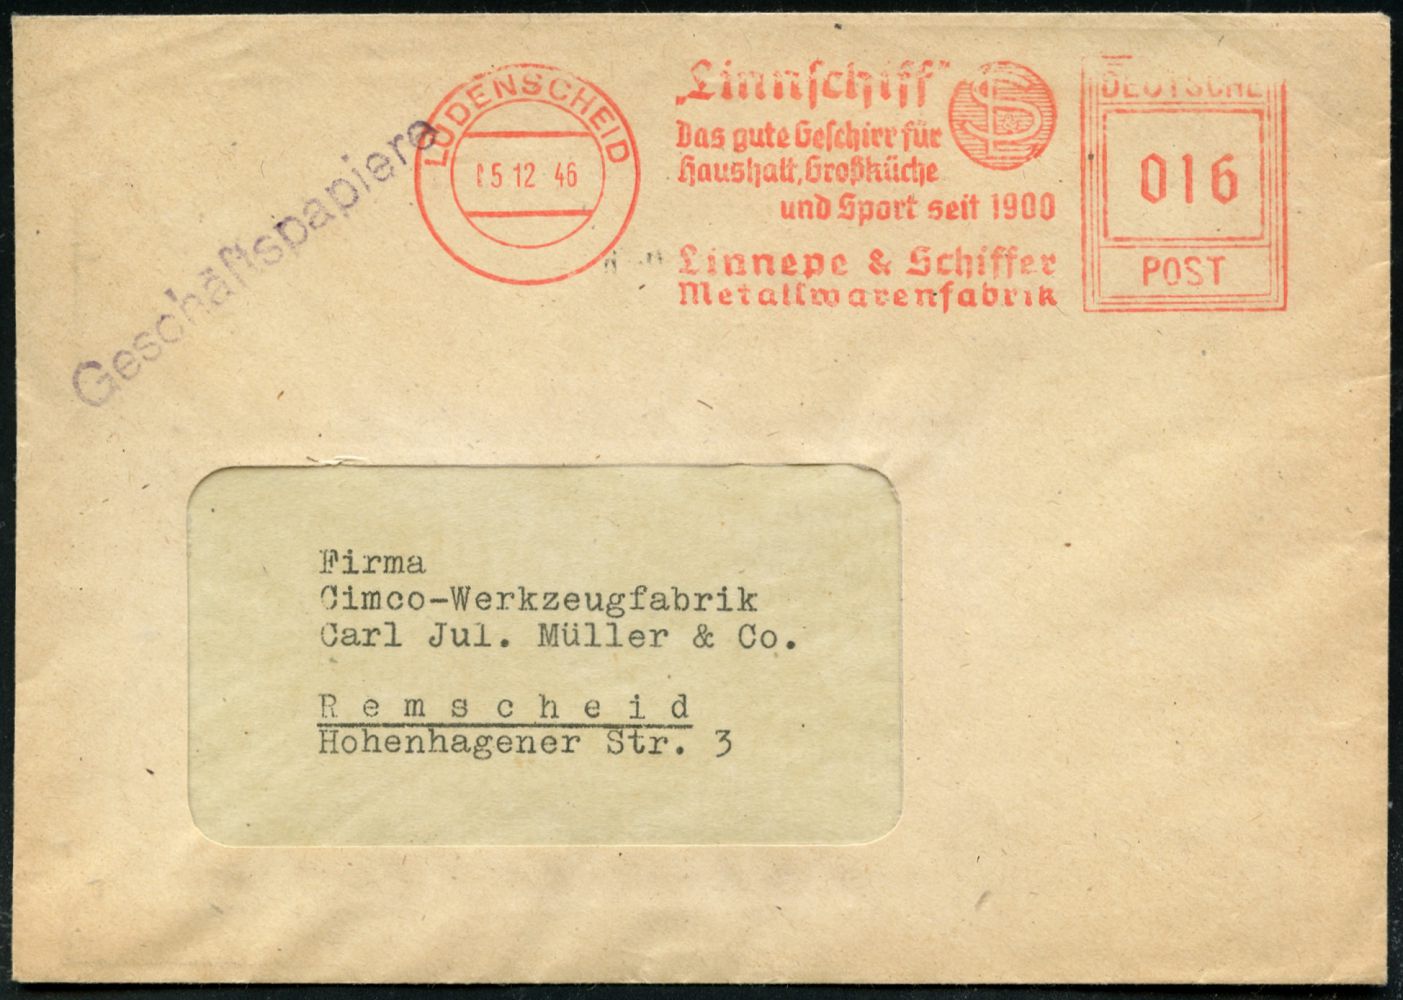 Geschäftspapiere
LÜDENSCHEID
5 12 46
„Linnschiff"
Das gute Geschirr für
Haushalt, Großküche
und Sport seit 1900
Linnepe & Schiffer
Metallwarenfabrik
DEUTSCHE
016
POST
Firma
Cimco-Werkzeugfabrik
Carl Jul. Müller & Co.
R e m s c h e i d
Hohenhagener Str. 3